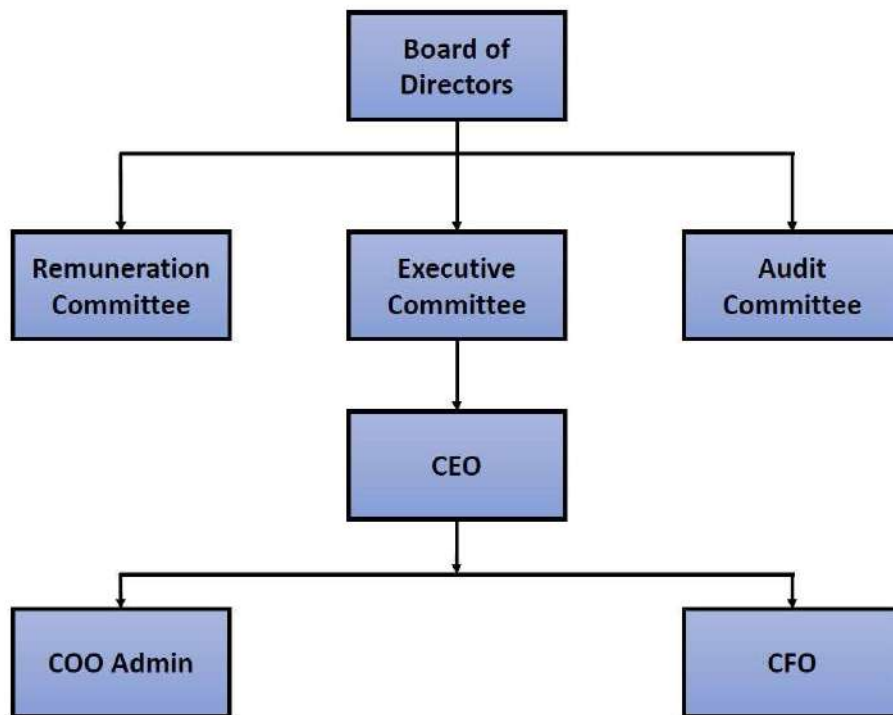 Board of
Directors
Remuneration
Committee
Executive
Committee
Audit
Committee
CEO
COO Admin
CFO